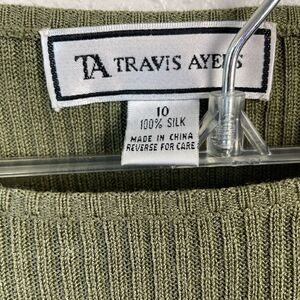 TA TRAVIS AYERS
10
100% SILK
MADE IN CHINA
REVERSE FOR CARE